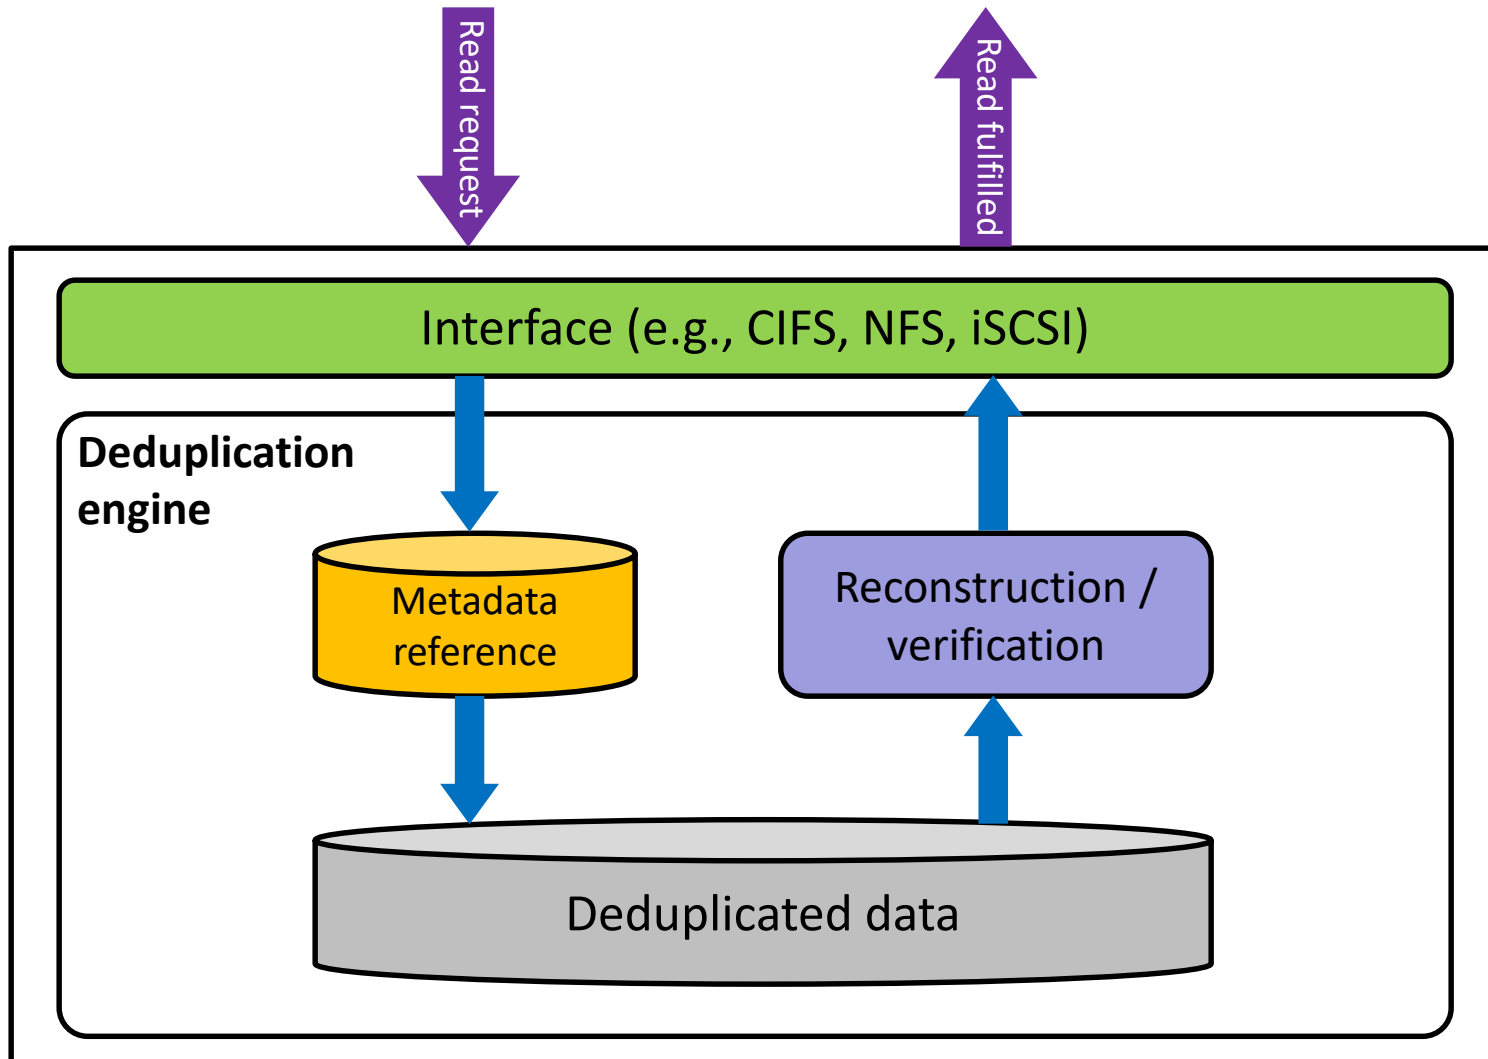 Read request
Read fulfilled
Interface (e.g., CIFS, NFS, iSCSI)
Deduplication
engine
Metadata
reference
Reconstruction /
verification
Deduplicated data